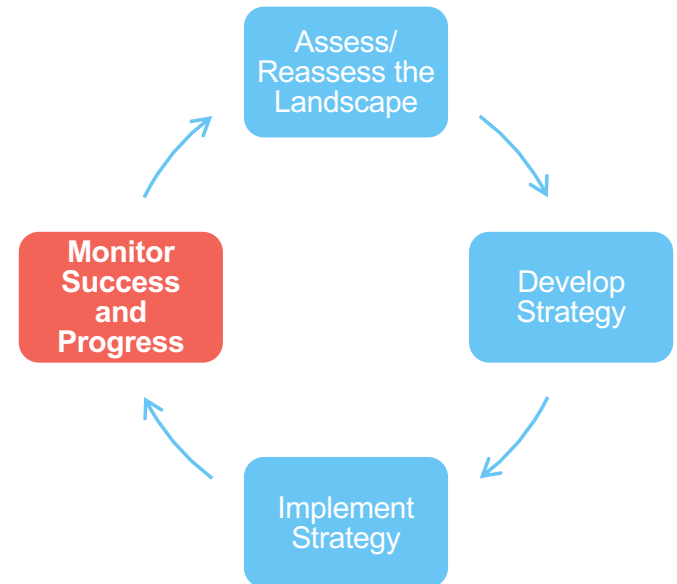 Assess/
Reassess the
Landscape
Develop
Strategy
Implement
Strategy
Monitor
Success
and
Progress